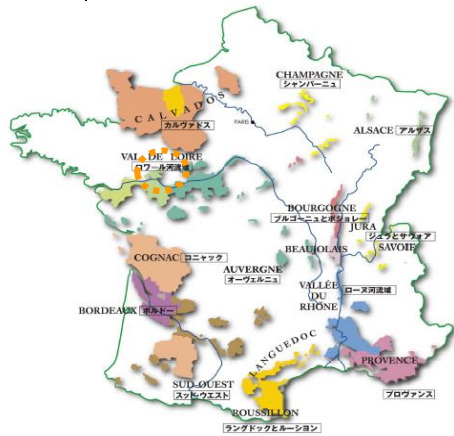 CHAMPAGNE
シャンパーニュ
CALVADOS
カルヴァドス
PARIS
ALSACE アルザス
VAL DE LOIRE
ロワール河流域
BOURGOGNE
ブルゴーニュとボジョレー
JURA
ジュラとサヴォア
SAVOIE
BEAUJOLAIS
COGNAC コニャック
AUVERGNE
オーヴェルニュ
VALLÉE
DU
RHÔNE
ローヌ河流域
BORDEAUX ボルドー
LANGUEDOC
PROVENCE
プロヴァンス
SUD-OUEST
スッド・ウエスト
ROUSSILLON
ラングドックとルーション